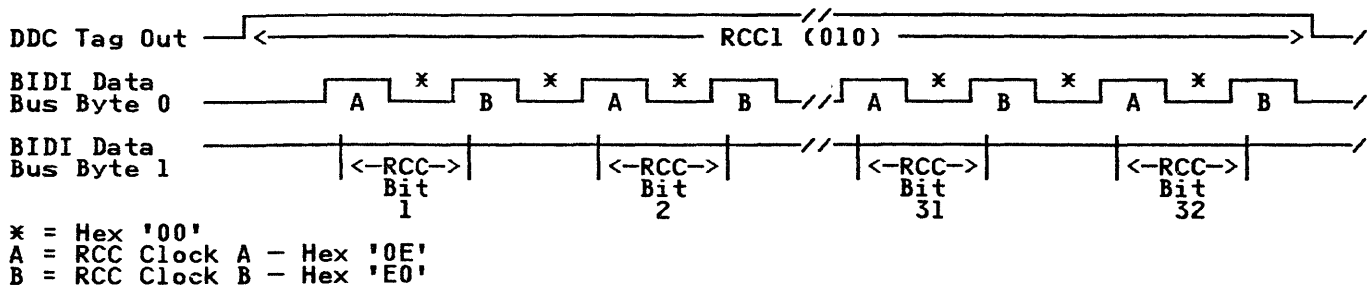 DDC Tag Out
RCC1 (010)
BIDI Data
Bus Byte 0
A * B * A * B A * B * A * B
BIDI Data
Bus Byte 1
<-RCC-> <-RCC-> <-RCC-> <-RCC->
Bit Bit Bit Bit
1 2 31 32
* = Hex '00'
A = RCC Clock A - Hex '0E'
B = RCC Clock B - Hex 'E0'